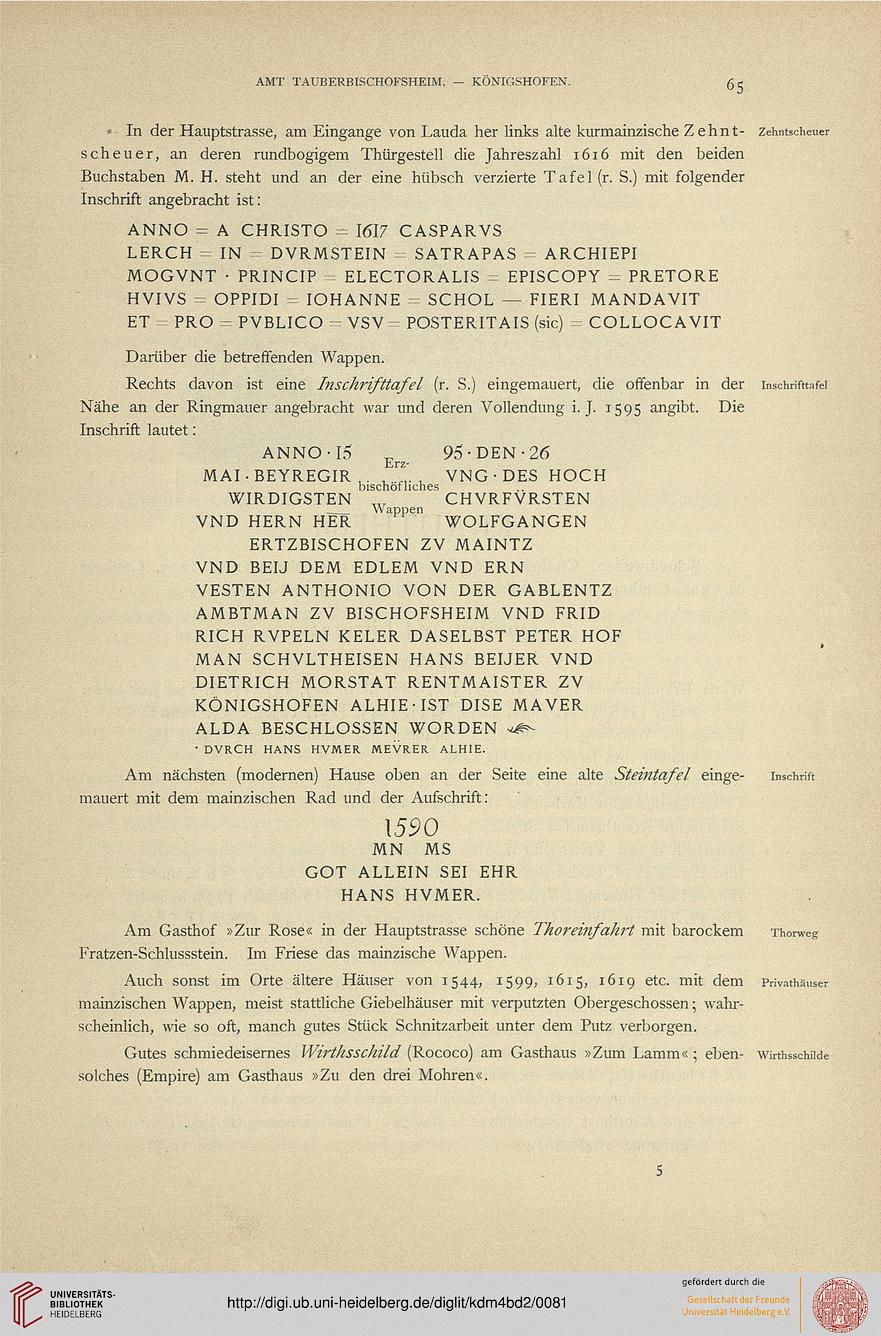 AMT TAUBERBISCHOFSHEIM. — KÖNIGSHOFEN.
65
In der Hauptstrasse, am Eingange von Lauda her links alte kurmainzische Zehnt- Zehntscheuer
scheuer, an deren rundbogigem Thürgestell die Jahreszahl 1616 mit den beiden
Buchstaben M. H. steht und an der eine hübsch verzierte Tafel (r. S.) mit folgender
Inschrift angebracht ist:
ANNO = A CHRISTO = 1617 CASPARVS
LERCH = IN = DVRMSTEIN = SATRAPAS = ARCHIEPI
MOGVNT · PRINCIP = ELECTORALIS = EPISCOPY = PRETORE
HVIVS = OPPIDI = IOHANNE = SCHOL — FIERI MANDAVIT
ET = PRO = PVBLICO = VSV = POSTERITAIS (sic) = COLLOCAVIT
Darüber die betreffenden Wappen.
Rechts davon ist eine Inschrifttafel (r. S.) eingemauert, die offenbar in der Inschrifttafel
Nähe an der Ringmauer angebracht war und deren Vollendung i. J. 1595 angibt. Die
Inschrift lautet:
ANNO · 15 95 · DEN · 26
Erz-
MAI · BEYREGIR VNG · DES HOCH
bischöfliches
WIRDIGSTEN CHVRFV̈RSTEN
Wappen
VND HERN HER̅ WOLFGANGEN
ERTZBISCHOFEN ZV MAINTZ
VND BEIJ DEM EDLEM VND ERN
VESTEN ANTHONIO VON DER GABLENTZ
AMBTMAN ZV BISCHOFSHEIM VND FRID
RICH RVPELN KELER DASELBST PETER HOF
MAN SCHVLTHEISEN HANS BEIJER VND
DIETRICH MORSTAT RENTMAISTER ZV
KÖNIGSHOFEN ALHIE · IST DISE MAVER
ALDA BESCHLOSSEN WORDEN
· DVRCH HANS HVMER MEV̈RER ALHIE.
Am nächsten (modernen) Hause oben an der Seite eine alte Steintafel einge- Inschrift
mauert mit dem mainzischen Rad und der Aufschrift:
1590
MN MS
GOT ALLEIN SEI EHR
HANS HVMER.
Am Gasthof »Zur Rose« in der Hauptstrasse schöne Thoreinfahrt mit barockem Thorweg
Fratzen-Schlussstein. Im Friese das mainzische Wappen.
Auch sonst im Orte ältere Häuser von 1544, 1599, 1615, 1619 etc. mit dem Privathäuser
mainzischen Wappen, meist stattliche Giebelhäuser mit verputzten Obergeschossen; wahr-
scheinlich, wie so oft, manch gutes Stück Schnitzarbeit unter dem Putz verborgen.
Gutes schmiedeisernes Wirthsschild (Rococo) am Gasthaus »Zum Lamm«; eben- Wirthsschilde
solches (Empire) am Gasthaus »Zu den drei Mohren«.
5
UNIVERSITÄTS-
BIBLIOTHEK
HEIDELBERG
http://digi.ub.uni-heidelberg.de/diglit/kdm4bd2/0081
gefördert durch die
Gesellschaft der Freunde
Universität Heidelberg e.V.